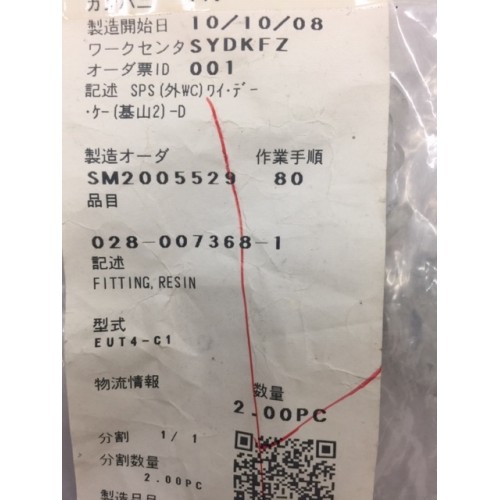 カンパニ
製造開始日 10/10/08
ワークセンタ SYDKFZ
オーダ票ID 001
記述 SPS(外WC)ワイ・デー
・ケー(基山2)-D
製造オーダ 作業手順
SM2005529 80
品目
028-007368-1
記述
FITTING,RESIN
型式
EUT4-C1
物流情報 数量
2.00PC
分割 1/ 1
分割数量
2.00PC